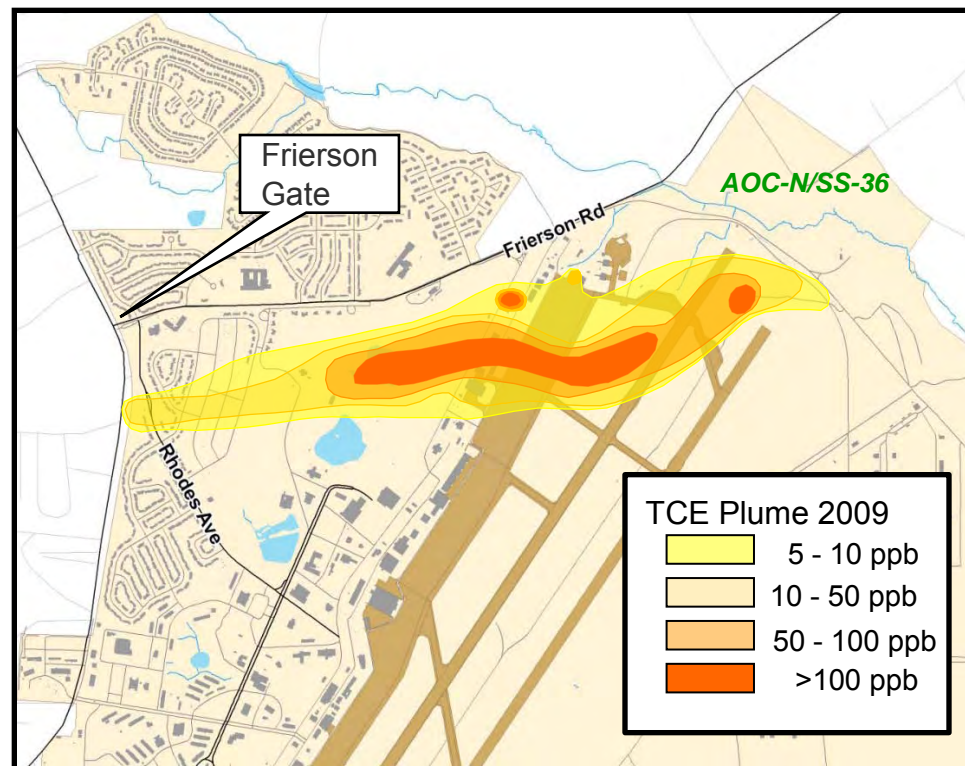 Frierson
Gate
AOC-N/SS-36
Frierson-Rd
Rhodes-Ave
TCE Plume 2009
5 - 10 ppb
10 - 50 ppb
50 - 100 ppb
>100 ppb